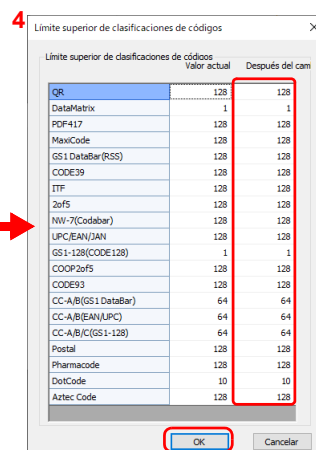 4
Límite superior de clasificaciones de códigos ×
Límite superior de clasificaciones de códigos
Valor actual Después del cam
QR 128 128
DataMatrix 1 1
PDF417 128 128
MaxiCode 128 128
GS1 DataBar(RSS) 128 128
CODE39 128 128
ITF 128 128
2of5 128 128
NW-7(Codabar) 128 128
UPC/EAN/JAN 128 128
GS1-128(CODE128) 1 1
COOP2of5 128 128
CODE93 128 128
CC-A/B(GS1 DataBar) 64 64
CC-A/B(EAN/UPC) 64 64
CC-A/B/C(GS1-128) 64 64
Postal 128 128
Pharmacode 128 128
DotCode 10 10
Aztec Code 128 128
OK Cancelar